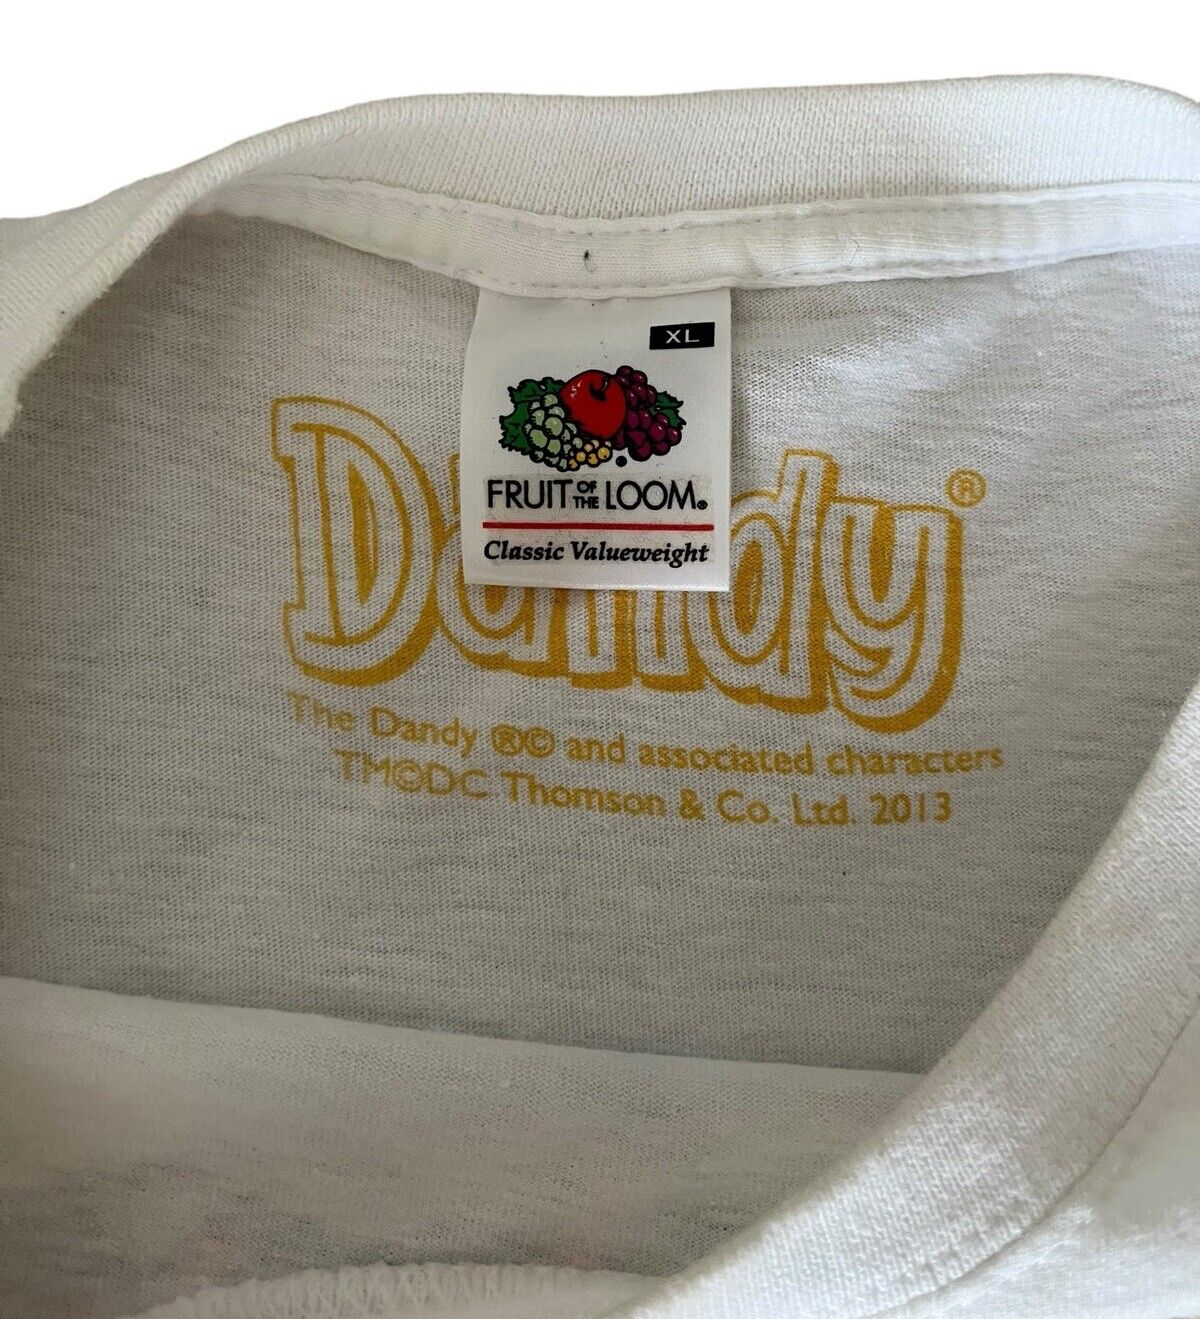 XL
FRUIT OF THE LOOM®
Classic Valueweight
Dandy®
The Dandy ®© and associated characters
TM©DC Thomson & Co. Ltd. 2013